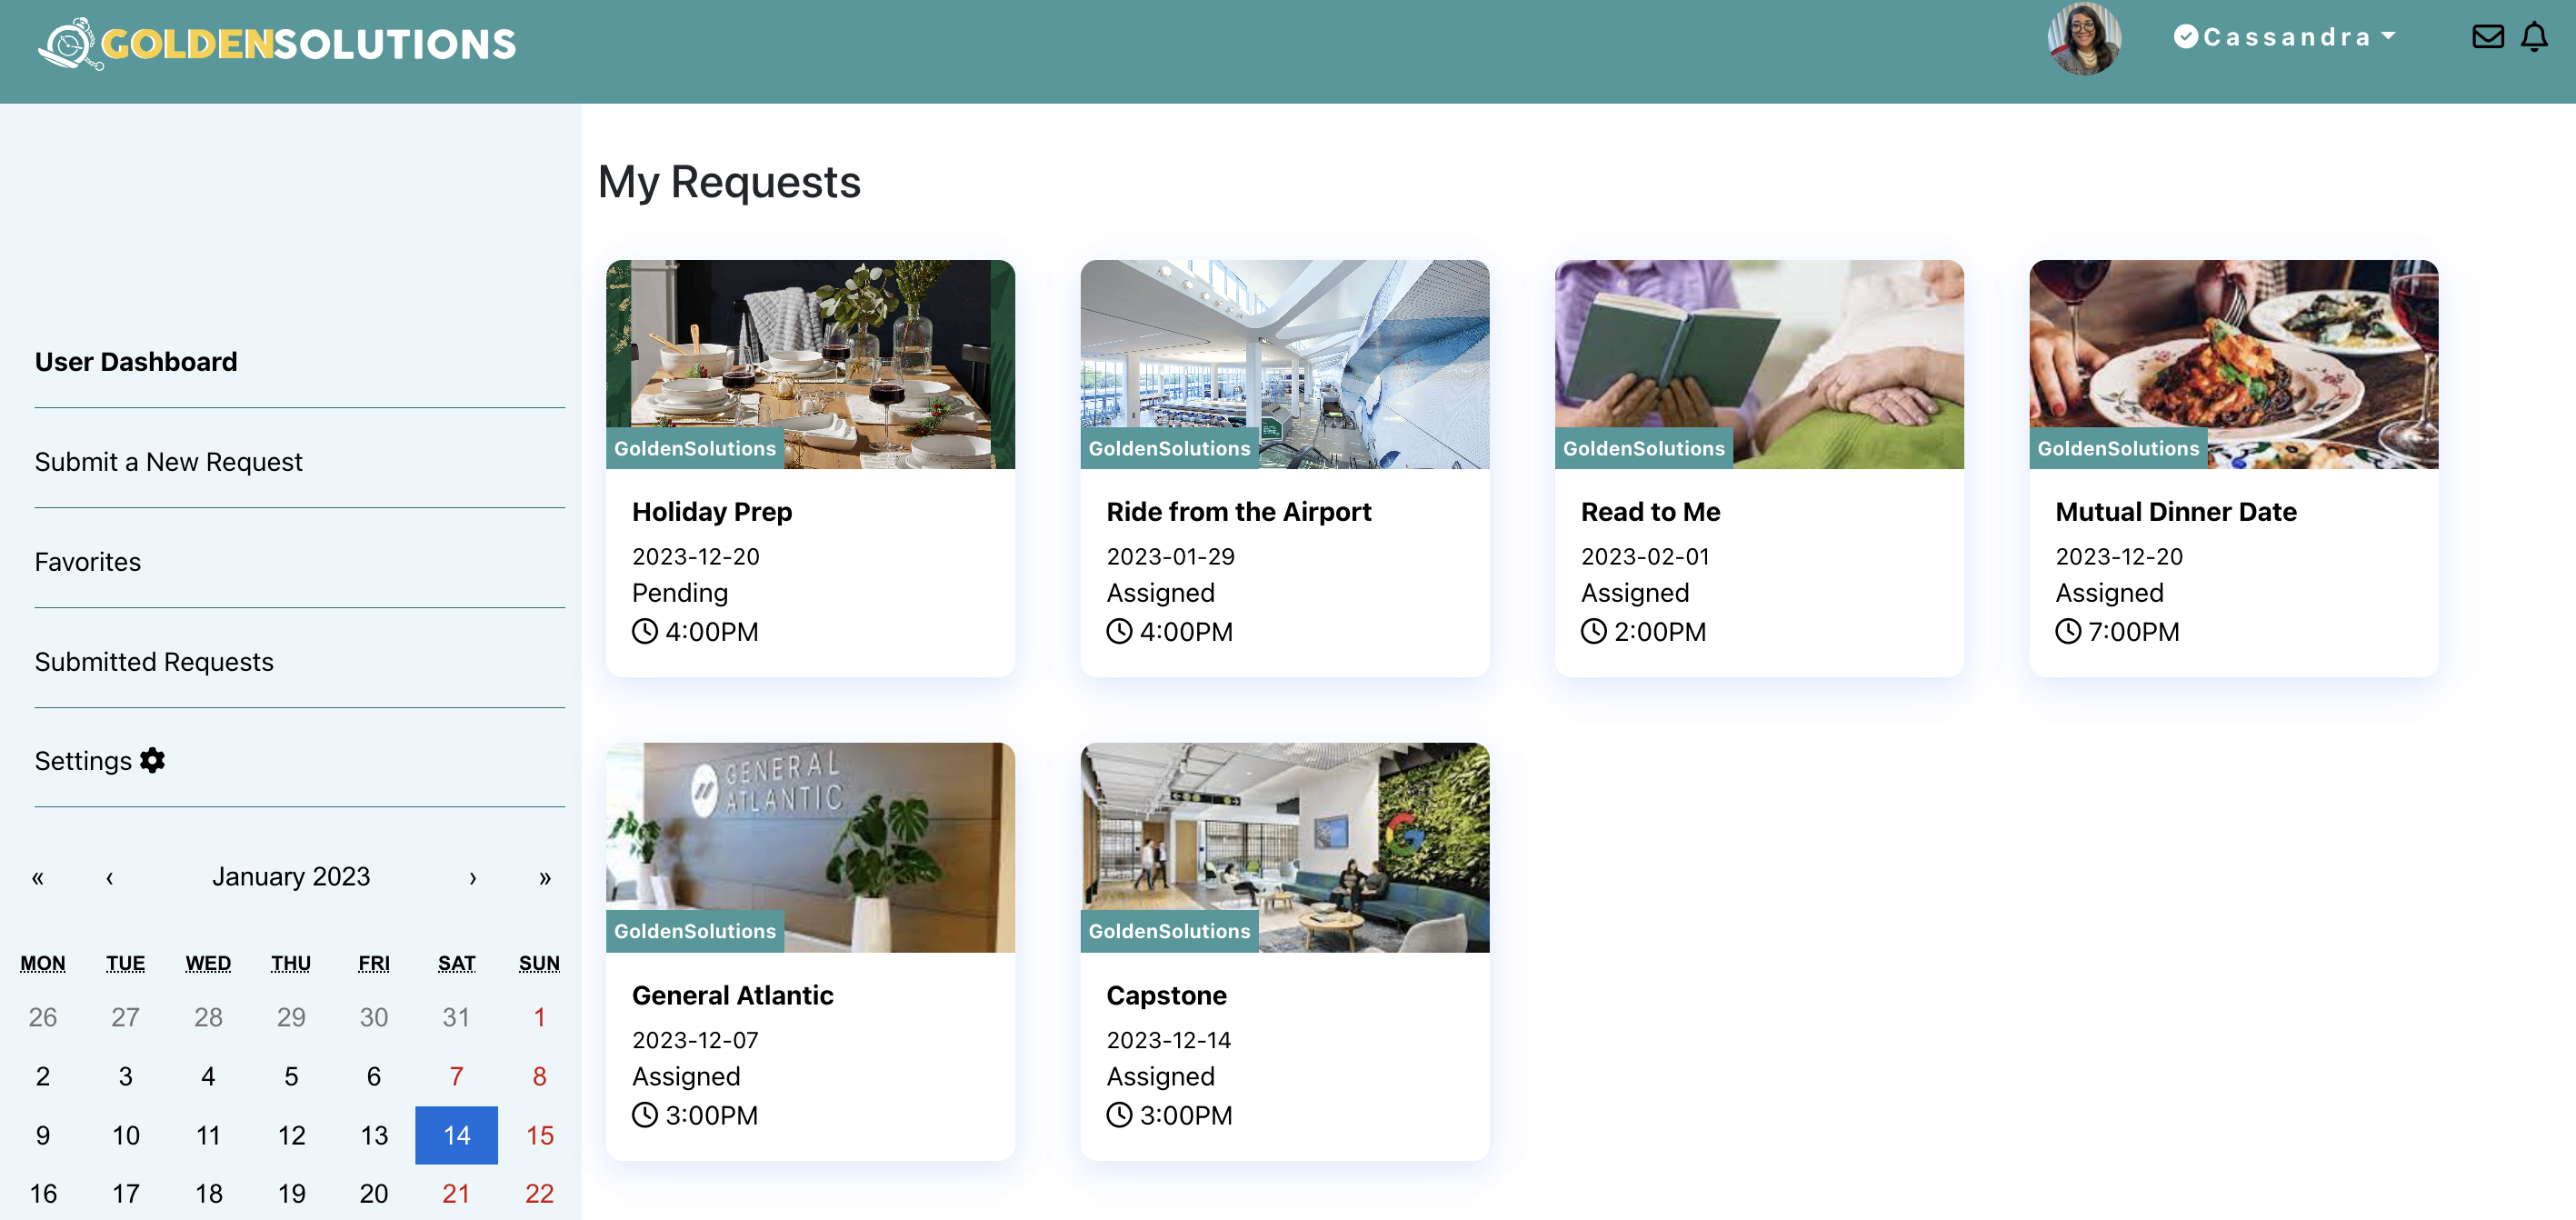 GOLDENSOLUTIONS
Cassandra
User Dashboard
Submit a New Request
Favorites
Submitted Requests
Settings
« ‹ January 2023 › »
MON TUE WED THU FRI SAT SUN
26 27 28 29 30 31 1
2 3 4 5 6 7 8
9 10 11 12 13 14 15
16 17 18 19 20 21 22
My Requests
GoldenSolutions
Holiday Prep
2023-12-20
Pending
4:00PM
GoldenSolutions
Ride from the Airport
2023-01-29
Assigned
4:00PM
GoldenSolutions
Read to Me
2023-02-01
Assigned
2:00PM
GoldenSolutions
Mutual Dinner Date
2023-12-20
Assigned
7:00PM
GENERAL
ATLANTIC
GoldenSolutions
General Atlantic
2023-12-07
Assigned
3:00PM
G
GoldenSolutions
Capstone
2023-12-14
Assigned
3:00PM